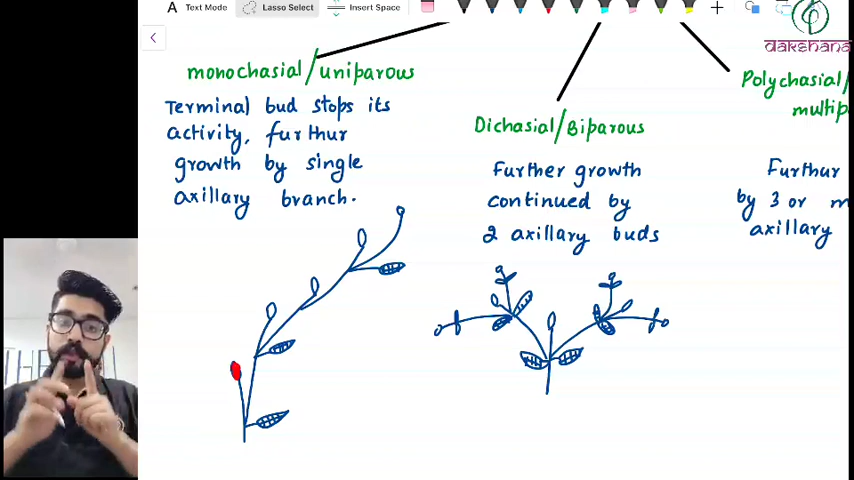 A Text Mode
Lasso Select
Insert Space
dakshana
monochasial/uniparous
Terminal bud stops its
activity, furthur
growth by single
axillary branch.
Dichasial/Biparous
Further growth
continued by
2 axillary buds
Polychasial/
multip
Furthur
by 3 or m
axillary